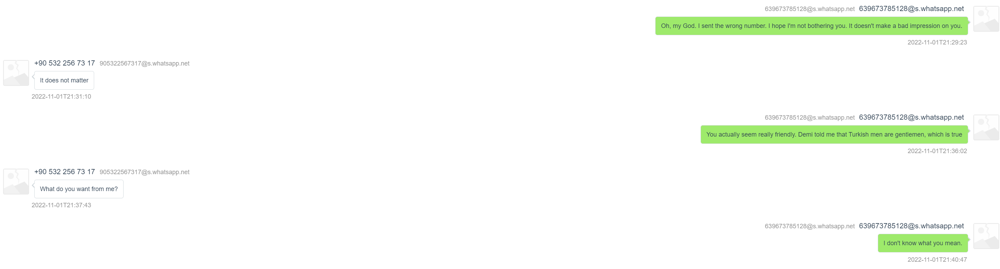 639673785128@s.whatsapp.net 639673785128@s.whatsapp.net
Oh, my God. I sent the wrong number. I hope I'm not bothering you. It doesn't make a bad impression on you.
2022-11-01T21:29:23
+90 532 256 73 17 905322567317@s.whatsapp.net
It does not matter
2022-11-01T21:31:10
639673785128@s.whatsapp.net 639673785128@s.whatsapp.net
You actually seem really friendly. Demi told me that Turkish men are gentlemen, which is true
2022-11-01T21:36:02
+90 532 256 73 17 905322567317@s.whatsapp.net
What do you want from me?
2022-11-01T21:37:43
639673785128@s.whatsapp.net 639673785128@s.whatsapp.net
I don't know what you mean.
2022-11-01T21:40:47